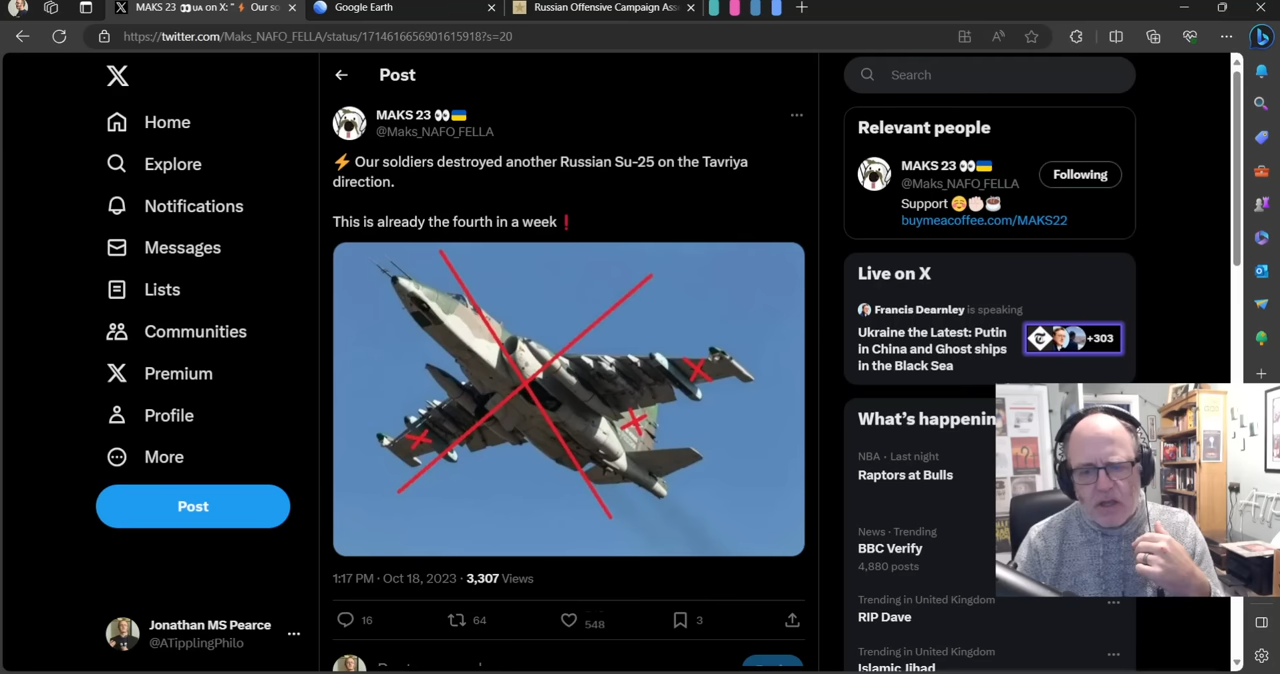 MAKS 23 UA on X: "⚡ Our so
Google Earth
Russian Offensive Campaign Ass
https://twitter.com/Maks_NAFO_FELLA/status/1714616656901615918?s=20
Post
Search
Home
Explore
Notifications
Messages
Lists
Communities
Premium
Profile
More
Post
Jonathan MS Pearce
@ATipplingPhilo
MAKS 23 👀🇺🇦
@Maks_NAFO_FELLA
⚡ Our soldiers destroyed another Russian Su-25 on the Tavriya
direction.
This is already the fourth in a week❗
1:17 PM · Oct 18, 2023 · 3,307 Views
16
64
548
3
Relevant people
MAKS 23 👀🇺🇦
@Maks_NAFO_FELLA
Following
Support ☺️✊🏻☕
buymeacoffee.com/MAKS22
Live on X
Francis Dearnley is speaking
Ukraine the Latest: Putin
in China and Ghost ships
in the Black Sea
+303
What's happenin
NBA · Last night
Raptors at Bulls
News · Trending
BBC Verify
4,880 posts
Trending in United Kingdom
RIP Dave
Trending in United Kingdom
Islamic Jihad